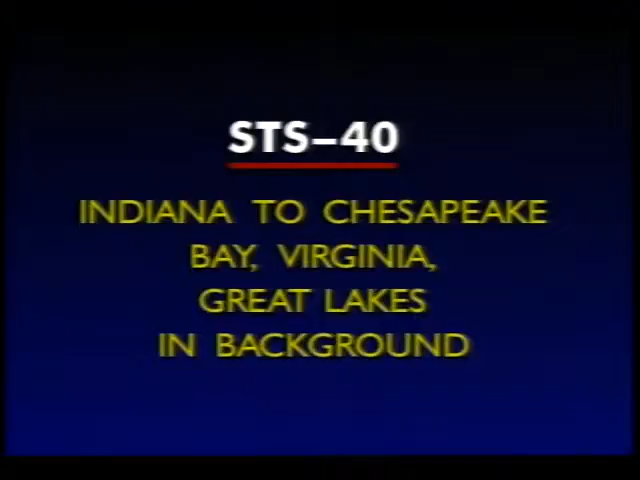 STS-40
INDIANA TO CHESAPEAKE
BAY, VIRGINIA,
GREAT LAKES
IN BACKGROUND